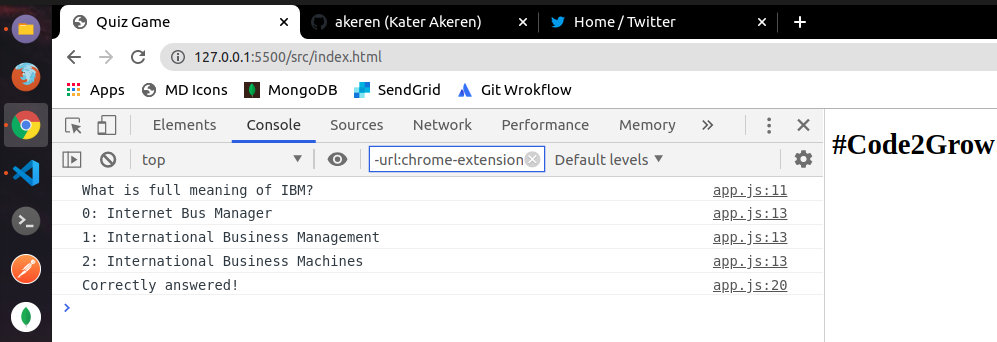 Quiz Game
akeren (Kater Akeren)
Home / Twitter
127.0.0.1:5500/src/index.html
Apps MD Icons MongoDB SendGrid Git Wrokflow
Elements Console Sources Network Performance Memory
top -url:chrome-extension Default levels
What is full meaning of IBM? app.js:11
0: Internet Bus Manager app.js:13
1: International Business Management app.js:13
2: International Business Machines app.js:13
Correctly answered! app.js:20
#Code2Grow